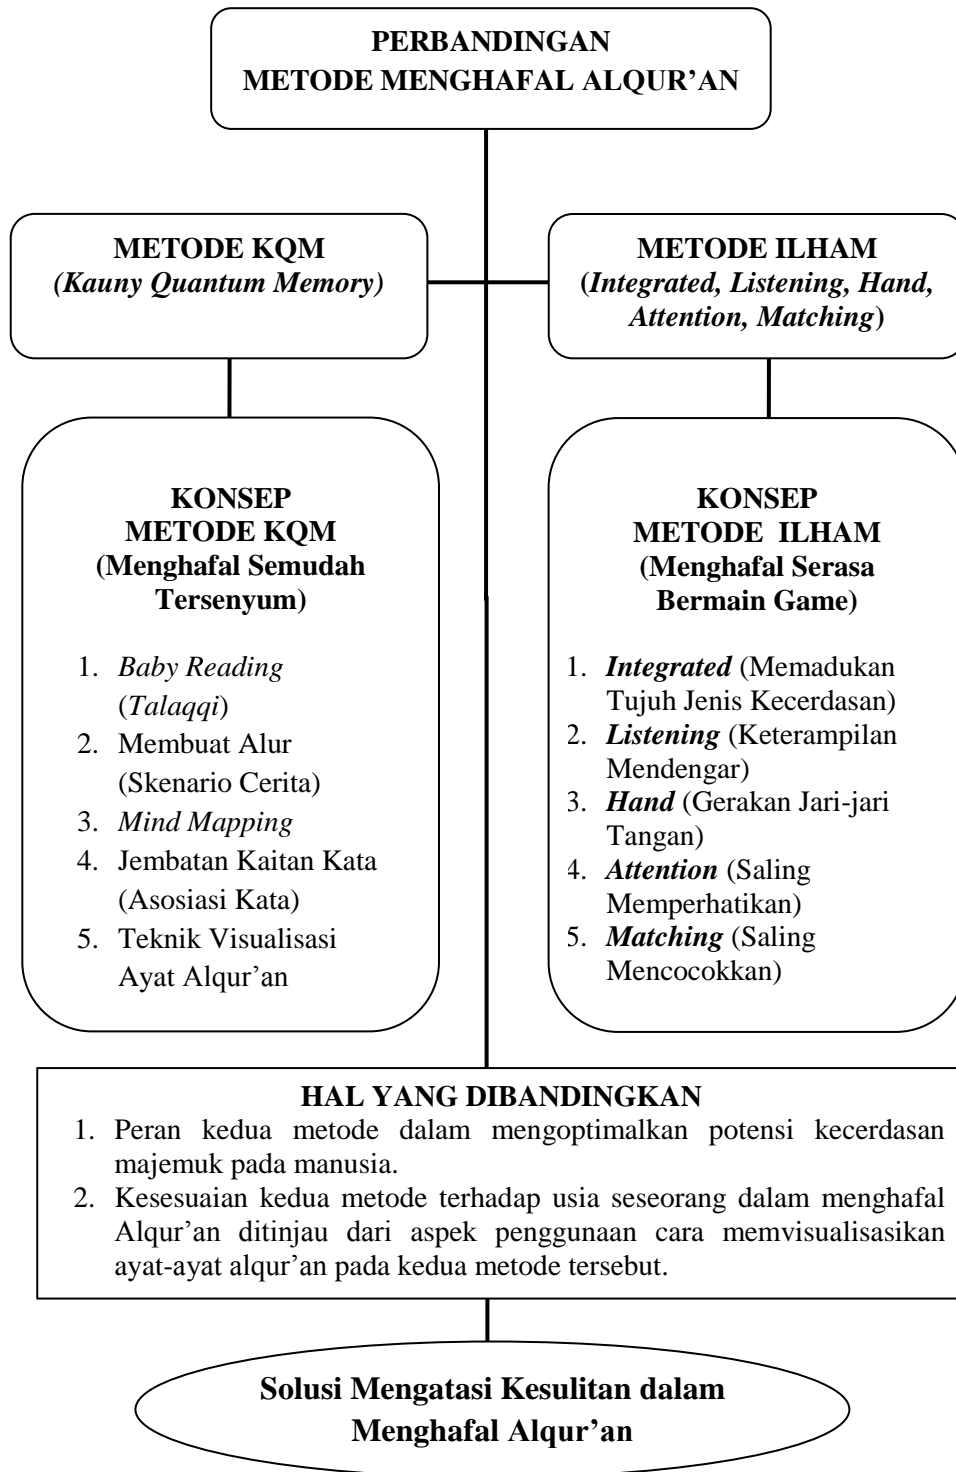 PERBANDINGAN
METODE MENGHAFAL ALQUR’AN
METODE KQM
(Kauny Quantum Memory)
METODE ILHAM
(Integrated, Listening, Hand,
Attention, Matching)
KONSEP
METODE KQM
(Menghafal Semudah
Tersenyum)
1. Baby Reading
(Talaqqi)
2. Membuat Alur
(Skenario Cerita)
3. Mind Mapping
4. Jembatan Kaitan Kata
(Asosiasi Kata)
5. Teknik Visualisasi
Ayat Alqur’an
KONSEP
METODE ILHAM
(Menghafal Serasa
Bermain Game)
1. Integrated (Memadukan
Tujuh Jenis Kecerdasan)
2. Listening (Keterampilan
Mendengar)
3. Hand (Gerakan Jari-jari
Tangan)
4. Attention (Saling
Memperhatikan)
5. Matching (Saling
Mencocokkan)
HAL YANG DIBANDINGKAN
1. Peran kedua metode dalam mengoptimalkan potensi kecerdasan
majemuk pada manusia.
2. Kesesuaian kedua metode terhadap usia seseorang dalam menghafal
Alqur’an ditinjau dari aspek penggunaan cara memvisualisasikan
ayat-ayat alqur’an pada kedua metode tersebut.
Solusi Mengatasi Kesulitan dalam
Menghafal Alqur’an